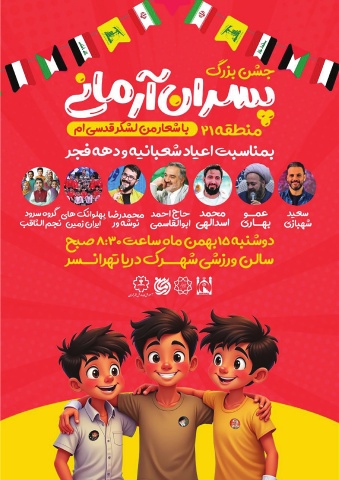 جشن بزرگ
پسران آرمانی
منطقه ۲۱ با شعار من لشکر قدسی ام
بمناسبت اعیاد شعبانیه و دهه فجر
سعید شهبازی
عمو بهاری
محمد اسدالهی
حاج احمد ابوالقاسمی
محمدرضا نوشه ور
پهلوانک های ایران زمین
گروه سرود نجم الثاقب
دوشنبه ۱۵ بهمن ماه ساعت ۸:۳۰ صبح
سالن ورزشی شهرک دریا تهرانسر